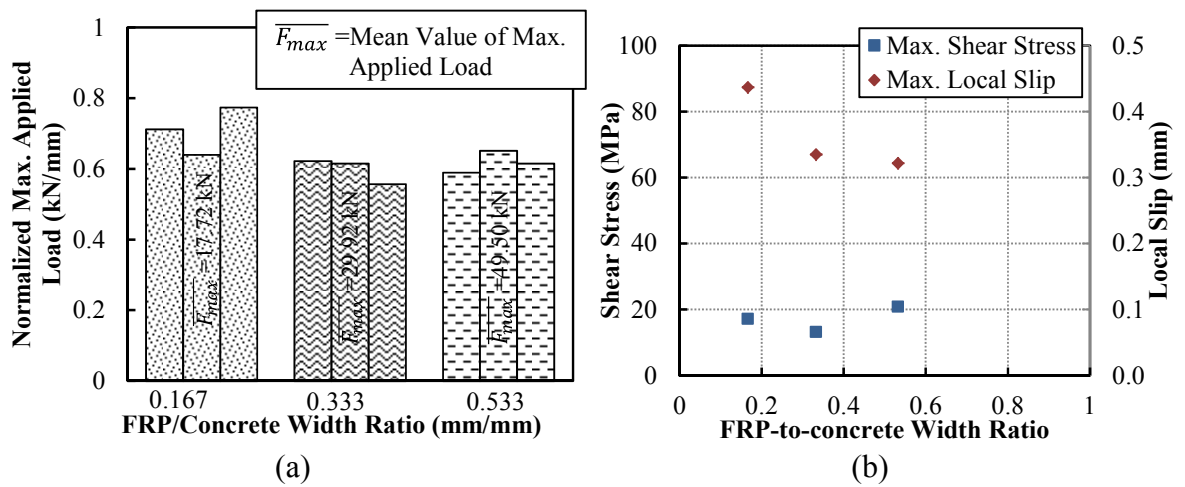 1
0.8
0.6
0.4
0.2
0
Normalized Max. Applied
Load (kN/mm)
F_max =Mean Value of Max.
Applied Load
F_max =17.72 kN
F_max =29.92 kN
F_max =49.50 kN
0.167 0.333 0.533
FRP/Concrete Width Ratio (mm/mm)
(a)
100
80
60
40
20
0
Shear Stress (MPa)
Max. Shear Stress
Max. Local Slip
0.5
0.4
0.3
0.2
0.1
0.0
Local Slip (mm)
0 0.2 0.4 0.6 0.8 1
FRP-to-concrete Width Ratio
(b)